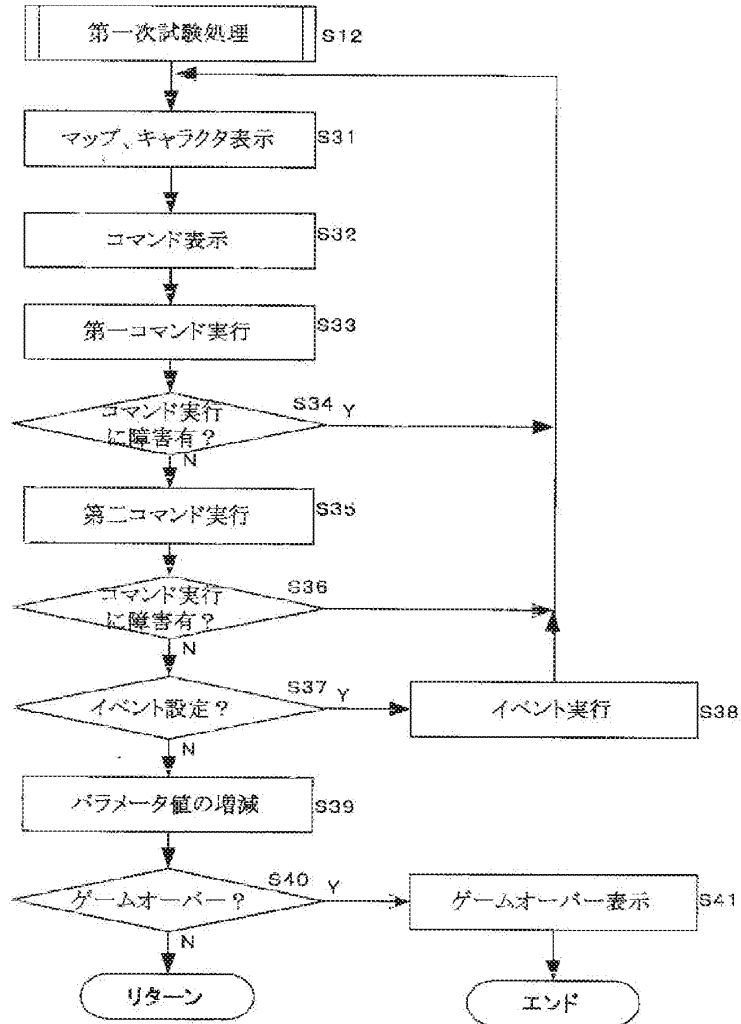 第一次試験処理
S12
マップ、キャラクタ表示
S31
コマンド表示
S32
第一コマンド実行
S33
コマンド実行
に障害有？
S34
Y
N
第二コマンド実行
S35
コマンド実行
に障害有？
S36
N
イベント設定？
S37
Y
イベント実行
S38
N
パラメータ値の増減
S39
ゲームオーバー？
S40
Y
ゲームオーバー表示
S41
N
リターン
エンド